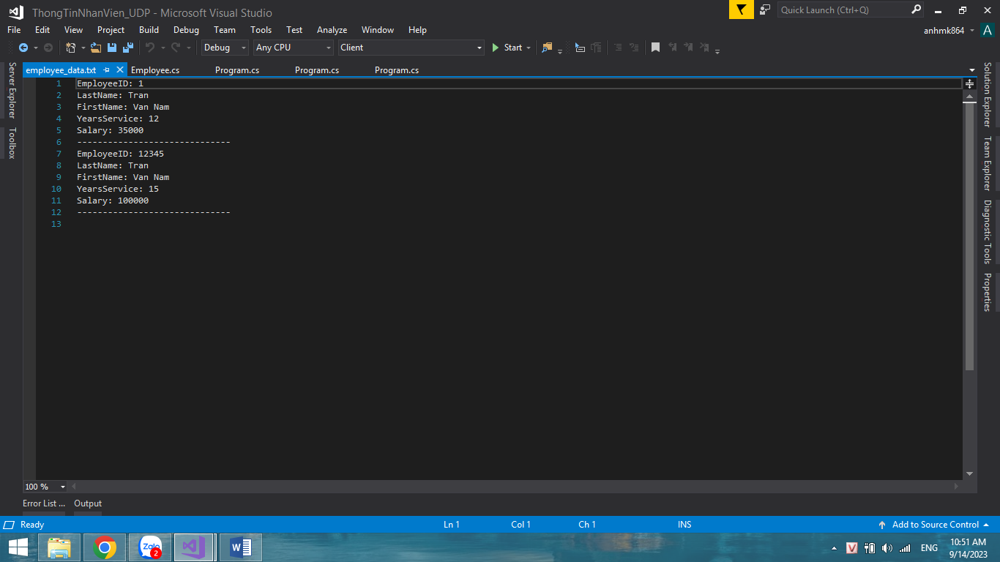 ThongTinNhanVien_UDP - Microsoft Visual Studio
Quick Launch (Ctrl+Q)
File Edit View Project Build Debug Team Tools Test Analyze Window Help
anhmk864 A
Debug Any CPU Client Start
employee_data.txt Employee.cs Program.cs Program.cs Program.cs
Server Explorer
Toolbox
1 EmployeeID: 1
2 LastName: Tran
3 FirstName: Van Nam
4 YearsService: 12
5 Salary: 35000
6 ------------------------------
7 EmployeeID: 12345
8 LastName: Tran
9 FirstName: Van Nam
10 YearsService: 15
11 Salary: 100000
12 ------------------------------
13
Solution Explorer
Team Explorer
Diagnostic Tools
Properties
100 %
Error List ... Output
Ready Ln 1 Col 1 Ch 1 INS Add to Source Control
Zalo 2
W
V ENG 10:51 AM
9/14/2023